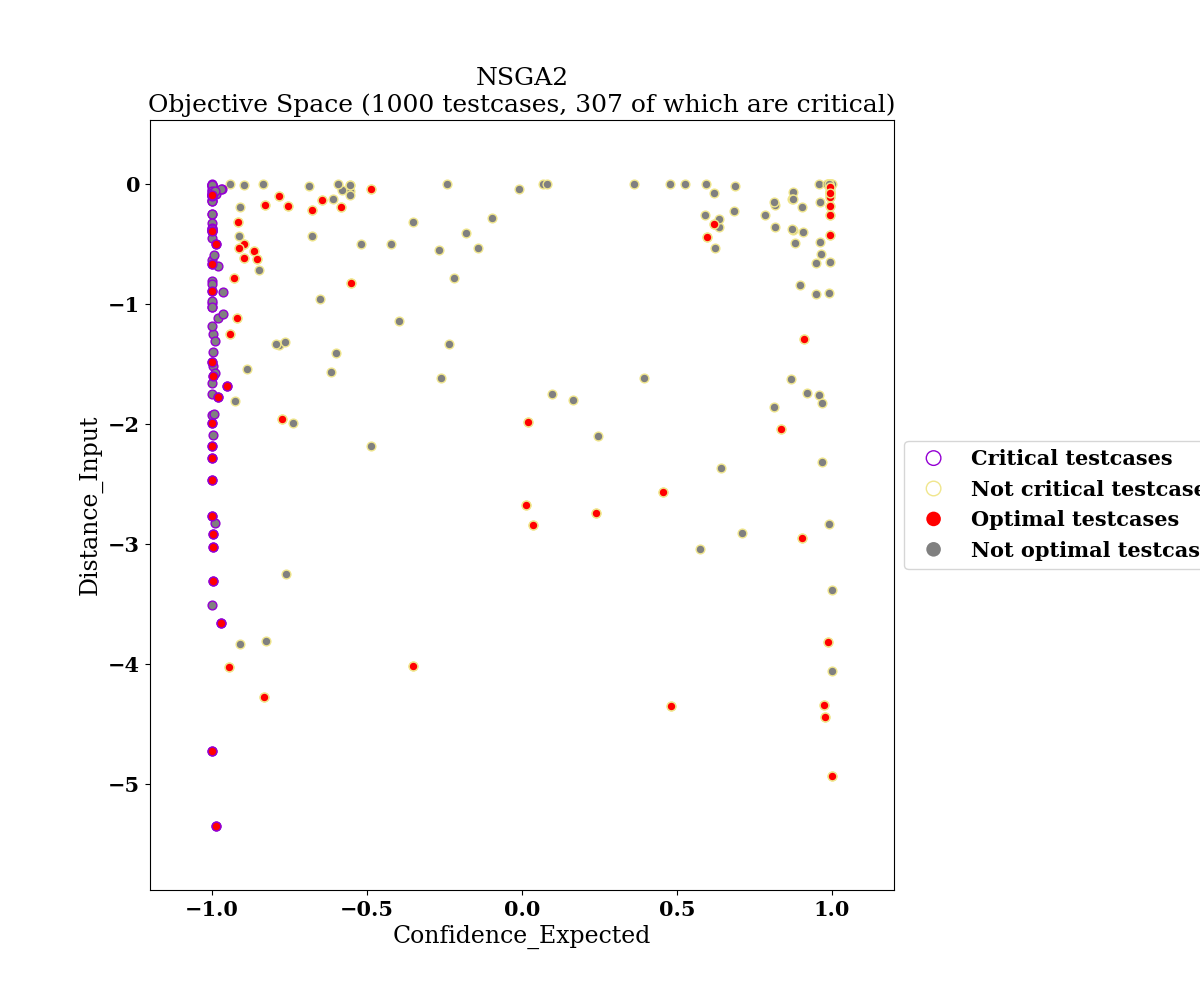 NSGA2
Objective Space (1000 testcases, 307 of which are critical)
0
−1
−2
−3
−4
−5
Distance_Input
−1.0 −0.5 0.0 0.5 1.0
Confidence_Expected
Critical testcases
Not critical testcase
Optimal testcases
Not optimal testcas